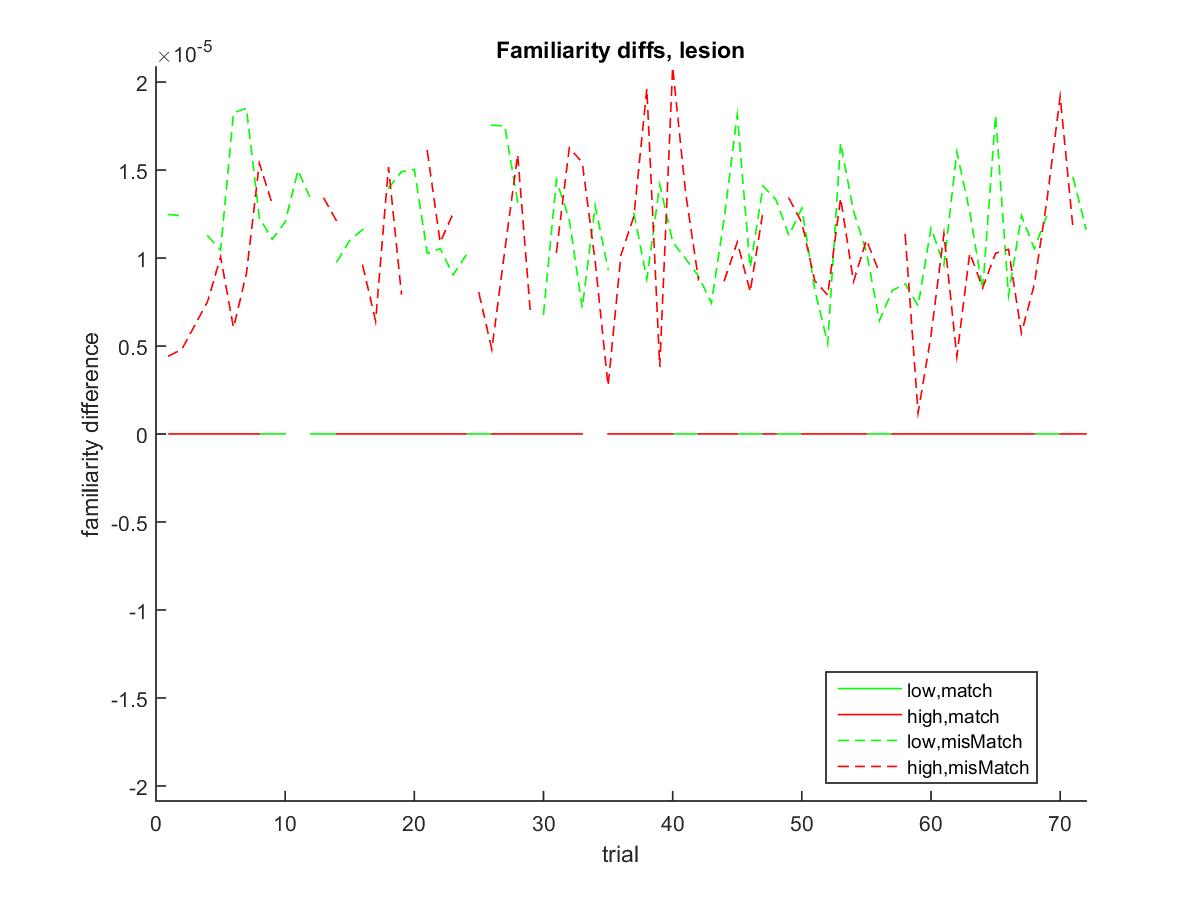 ×10-5
Familiarity diffs, lesion
2
1.5
1
0.5
0
-0.5
-1
-1.5
-2
familiarity difference
low,match
high,match
low,misMatch
high,misMatch
0 10 20 30 40 50 60 70
trial